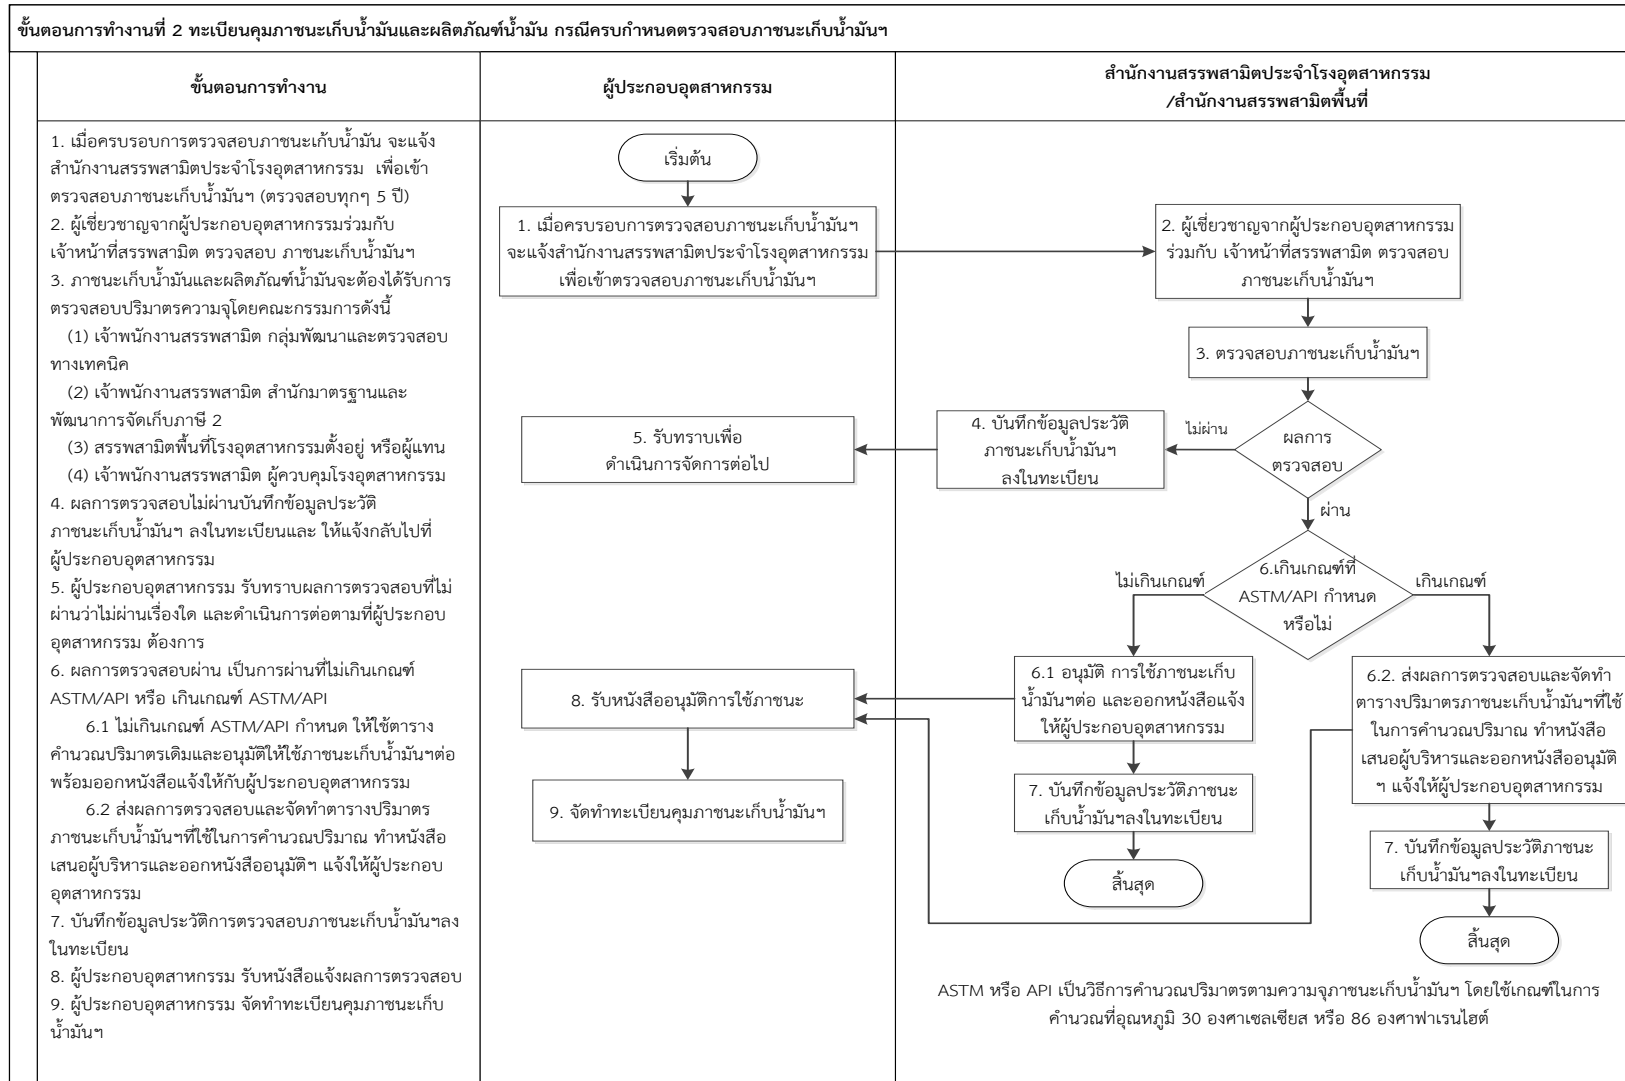 ขั้นตอนการทำงานที่ 2 ทะเบียนคุมภาชนะเก็บน้ำมันและผลิตภัณฑ์น้ำมัน กรณีครบกำหนดตรวจสอบภาชนะเก็บน้ำมันฯ
ขั้นตอนการทำงาน
1. เมื่อครบรอบการตรวจสอบภาชนะเก้บน้ำมัน จะแจ้ง
สำนักงานสรรพสามิตประจำโรงอุตสาหกรรม เพื่อเข้า
ตรวจสอบภาชนะเก็บน้ำมันฯ (ตรวจสอบทุกๆ 5 ปี)
2. ผู้เชี่ยวชาญจากผู้ประกอบอุตสาหกรรมร่วมกับ
เจ้าหน้าที่สรรพสามิต ตรวจสอบ ภาชนะเก็บน้ำมันฯ
3. ภาชนะเก็บน้ำมันและผลิตภัณฑ์น้ำมันจะต้องได้รับการ
ตรวจสอบปริมาตรความจุโดยคณะกรรมการดังนี้
(1) เจ้าพนักงานสรรพสามิต กลุ่มพัฒนาและตรวจสอบ
ทางเทคนิค
(2) เจ้าพนักงานสรรพสามิต สำนักมาตรฐานและ
พัฒนาการจัดเก็บภาษี 2
(3) สรรพสามิตพื้นที่โรงอุตสาหกรรมตั้งอยู่ หรือผู้แทน
(4) เจ้าพนักงานสรรพสามิต ผู้ควบคุมโรงอุตสาหกรรม
4. ผลการตรวจสอบไม่ผ่านบันทึกข้อมูลประวัติ
ภาชนะเก็บน้ำมันฯ ลงในทะเบียนและ ให้แจ้งกลับไปที่
ผู้ประกอบอุตสาหกรรม
5. ผู้ประกอบอุตสาหกรรม รับทราบผลการตรวจสอบที่ไม่
ผ่านว่าไม่ผ่านเรื่องใด และดำเนินการต่อตามที่ผู้ประกอบ
อุตสาหกรรม ต้องการ
6. ผลการตรวจสอบผ่าน เป็นการผ่านที่ไม่เกินเกณฑ์
ASTM/API หรือ เกินเกณฑ์ ASTM/API
6.1 ไม่เกินเกณฑ์ ASTM/API กำหนด ให้ใช้ตาราง
คำนวณปริมาตรเดิมและอนุมัติให้ใช้ภาชนะเก็บน้ำมันฯต่อ
พร้อมออกหนังสือแจ้งให้กับผู้ประกอบอุตสาหกรรม
6.2 ส่งผลการตรวจสอบและจัดทำตารางปริมาตร
ภาชนะเก็บน้ำมันฯที่ใช้ในการคำนวณปริมาณ ทำหนังสือ
เสนอผู้บริหารและออกหนังสืออนุมัติฯ แจ้งให้ผู้ประกอบ
อุตสาหกรรม
7. บันทึกข้อมูลประวัติการตรวจสอบภาชนะเก็บน้ำมันฯลง
ในทะเบียน
8. ผู้ประกอบอุตสาหกรรม รับหนังสือแจ้งผลการตรวจสอบ
9. ผู้ประกอบอุตสาหกรรม จัดทำทะเบียนคุมภาชนะเก็บ
น้ำมันฯ
ผู้ประกอบอุตสาหกรรม
เริ่มต้น
1. เมื่อครบรอบการตรวจสอบภาชนะเก็บน้ำมันฯ
จะแจ้งสำนักงานสรรพสามิตประจำโรงอุตสาหกรรม
เพื่อเข้าตรวจสอบภาชนะเก็บน้ำมันฯ
5. รับทราบเพื่อ
ดำเนินการจัดการต่อไป
8. รับหนังสืออนุมัติการใช้ภาชนะ
9. จัดทำทะเบียนคุมภาชนะเก็บน้ำมันฯ
สำนักงานสรรพสามิตประจำโรงอุตสาหกรรม
/สำนักงานสรรพสามิตพื้นที่
2. ผู้เชี่ยวชาญจากผู้ประกอบอุตสาหกรรม
ร่วมกับ เจ้าหน้าที่สรรพสามิต ตรวจสอบ
ภาชนะเก็บน้ำมันฯ
3. ตรวจสอบภาชนะเก็บน้ำมันฯ
ผลการ
ตรวจสอบ
ไม่ผ่าน
4. บันทึกข้อมูลประวัติ
ภาชนะเก็บน้ำมันฯ
ลงในทะเบียน
ผ่าน
6.เกินเกณฑ์ที่
ASTM/API กำหนด
หรือไม่
ไม่เกินเกณฑ์
เกินเกณฑ์
6.1 อนุมัติ การใช้ภาชนะเก็บ
น้ำมันฯต่อ และออกหนังสือแจ้ง
ให้ผู้ประกอบอุตสาหกรรม
7. บันทึกข้อมูลประวัติภาชนะ
เก็บน้ำมันฯลงในทะเบียน
สิ้นสุด
6.2. ส่งผลการตรวจสอบและจัดทำ
ตารางปริมาตรภาชนะเก็บน้ำมันฯที่ใช้
ในการคำนวณปริมาณ ทำหนังสือ
เสนอผู้บริหารและออกหนังสืออนุมัติ
ฯ แจ้งให้ผู้ประกอบอุตสาหกรรม
7. บันทึกข้อมูลประวัติภาชนะ
เก็บน้ำมันฯลงในทะเบียน
สิ้นสุด
ASTM หรือ API เป็นวิธีการคำนวณปริมาตรตามความจุภาชนะเก็บน้ำมันฯ โดยใช้เกณฑ์ในการ
คำนวณที่อุณหภูมิ 30 องศาเซลเซียส หรือ 86 องศาฟาเรนไฮต์